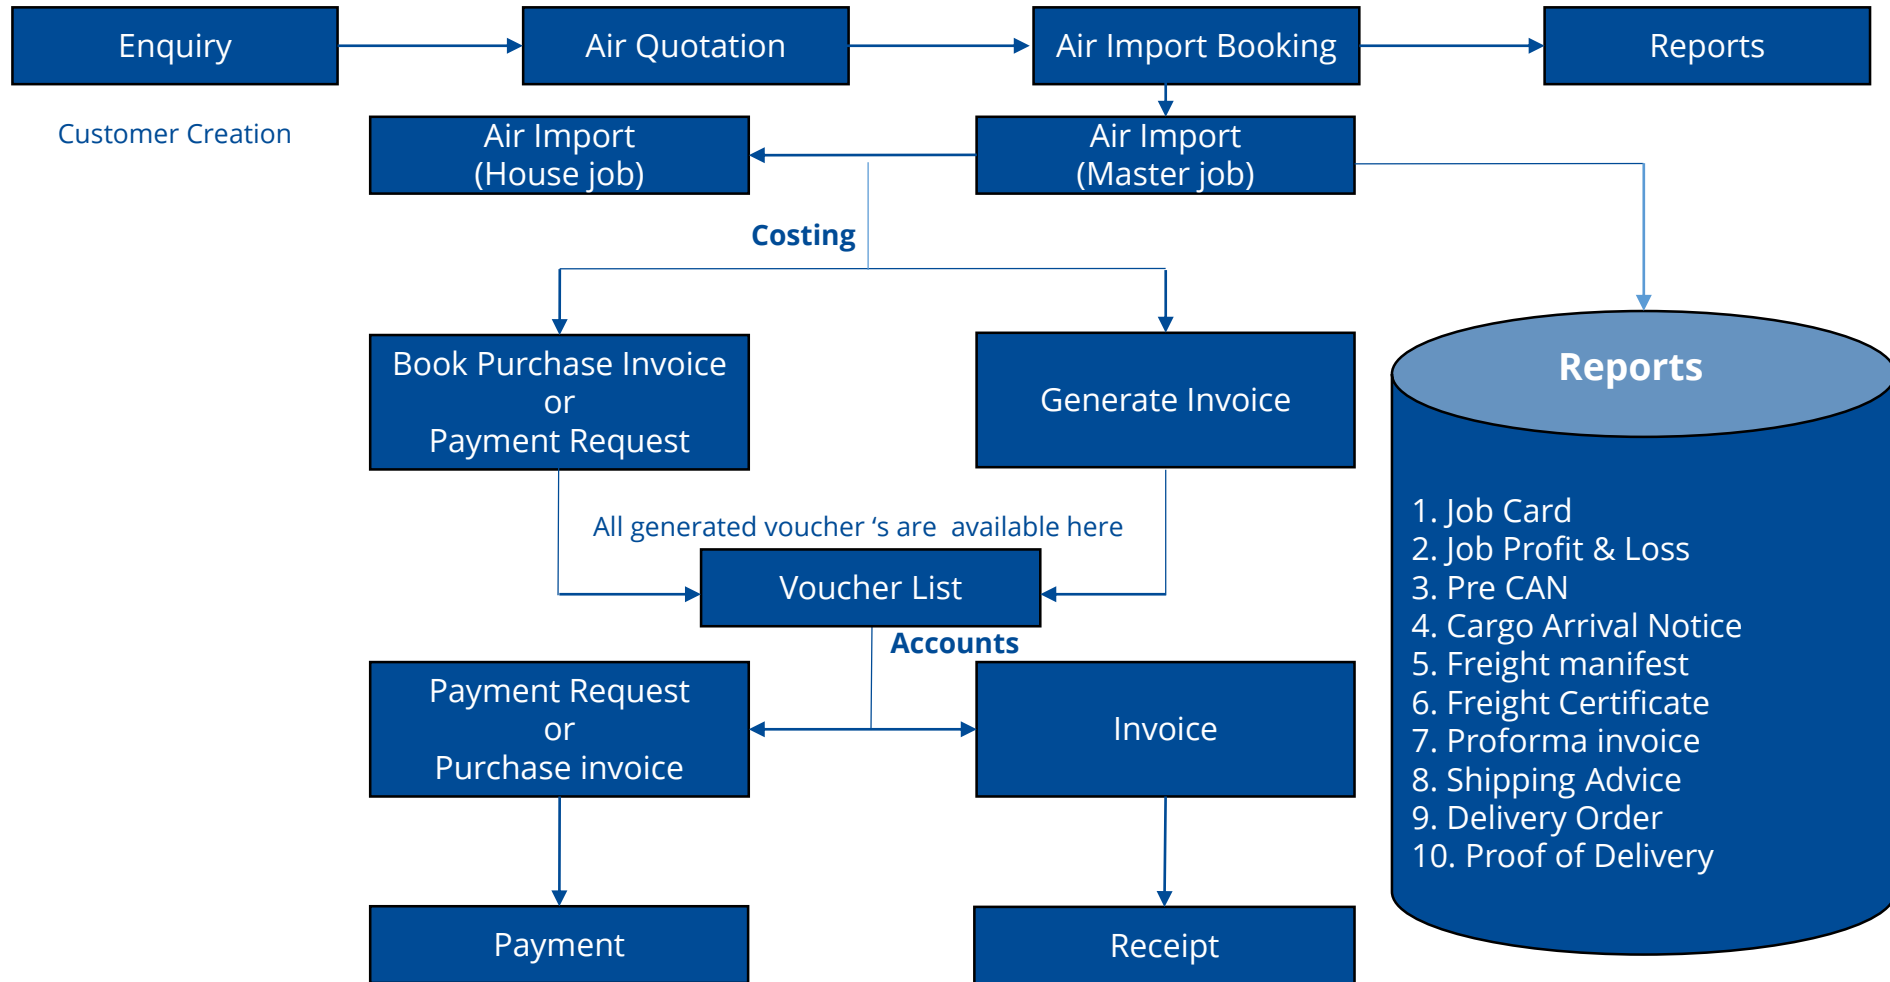 Enquiry
Air Quotation
Air Import Booking
Reports
Customer Creation
Air Import
(House job)
Air Import
(Master job)
Costing
Book Purchase Invoice
or
Payment Request
Generate Invoice
Reports
1. Job Card
2. Job Profit & Loss
3. Pre CAN
4. Cargo Arrival Notice
5. Freight manifest
6. Freight Certificate
7. Proforma invoice
8. Shipping Advice
9. Delivery Order
10. Proof of Delivery
All generated voucher ‘s are  available here
Voucher List
Accounts
Payment Request
or
Purchase invoice
Invoice
Payment
Receipt